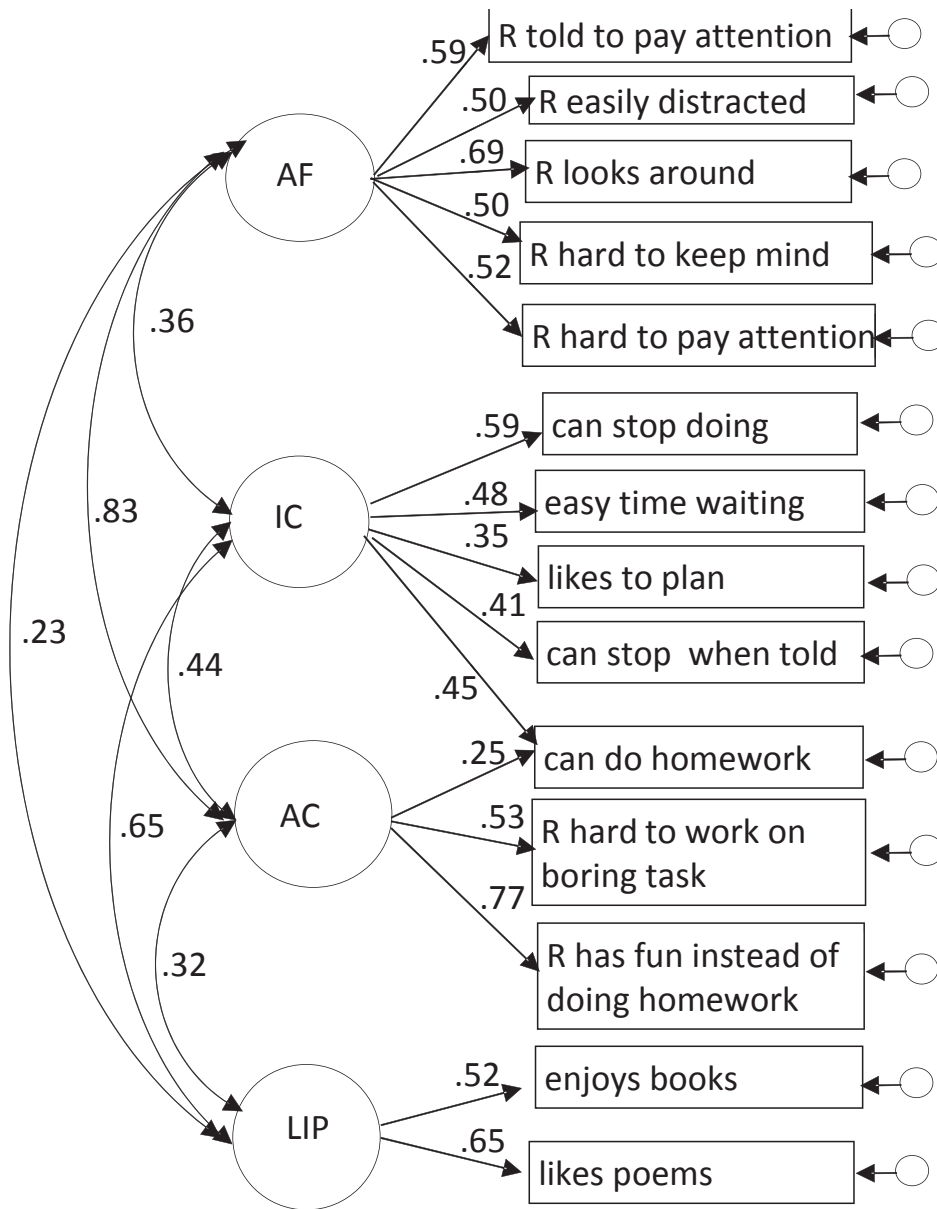 R told to pay attention
.59
.50
R easily distracted
.69
R looks around
AF
.50
R hard to keep mind
.52
R hard to pay attention
.36
.59
can stop doing
.48
easy time waiting
IC
.35
likes to plan
.83
.41
can stop when told
.23
.44
.45
.25
can do homework
AC
.53
R hard to work on
boring task
.65
.77
R has fun instead of
doing homework
.32
.52
enjoys books
LIP
.65
likes poems